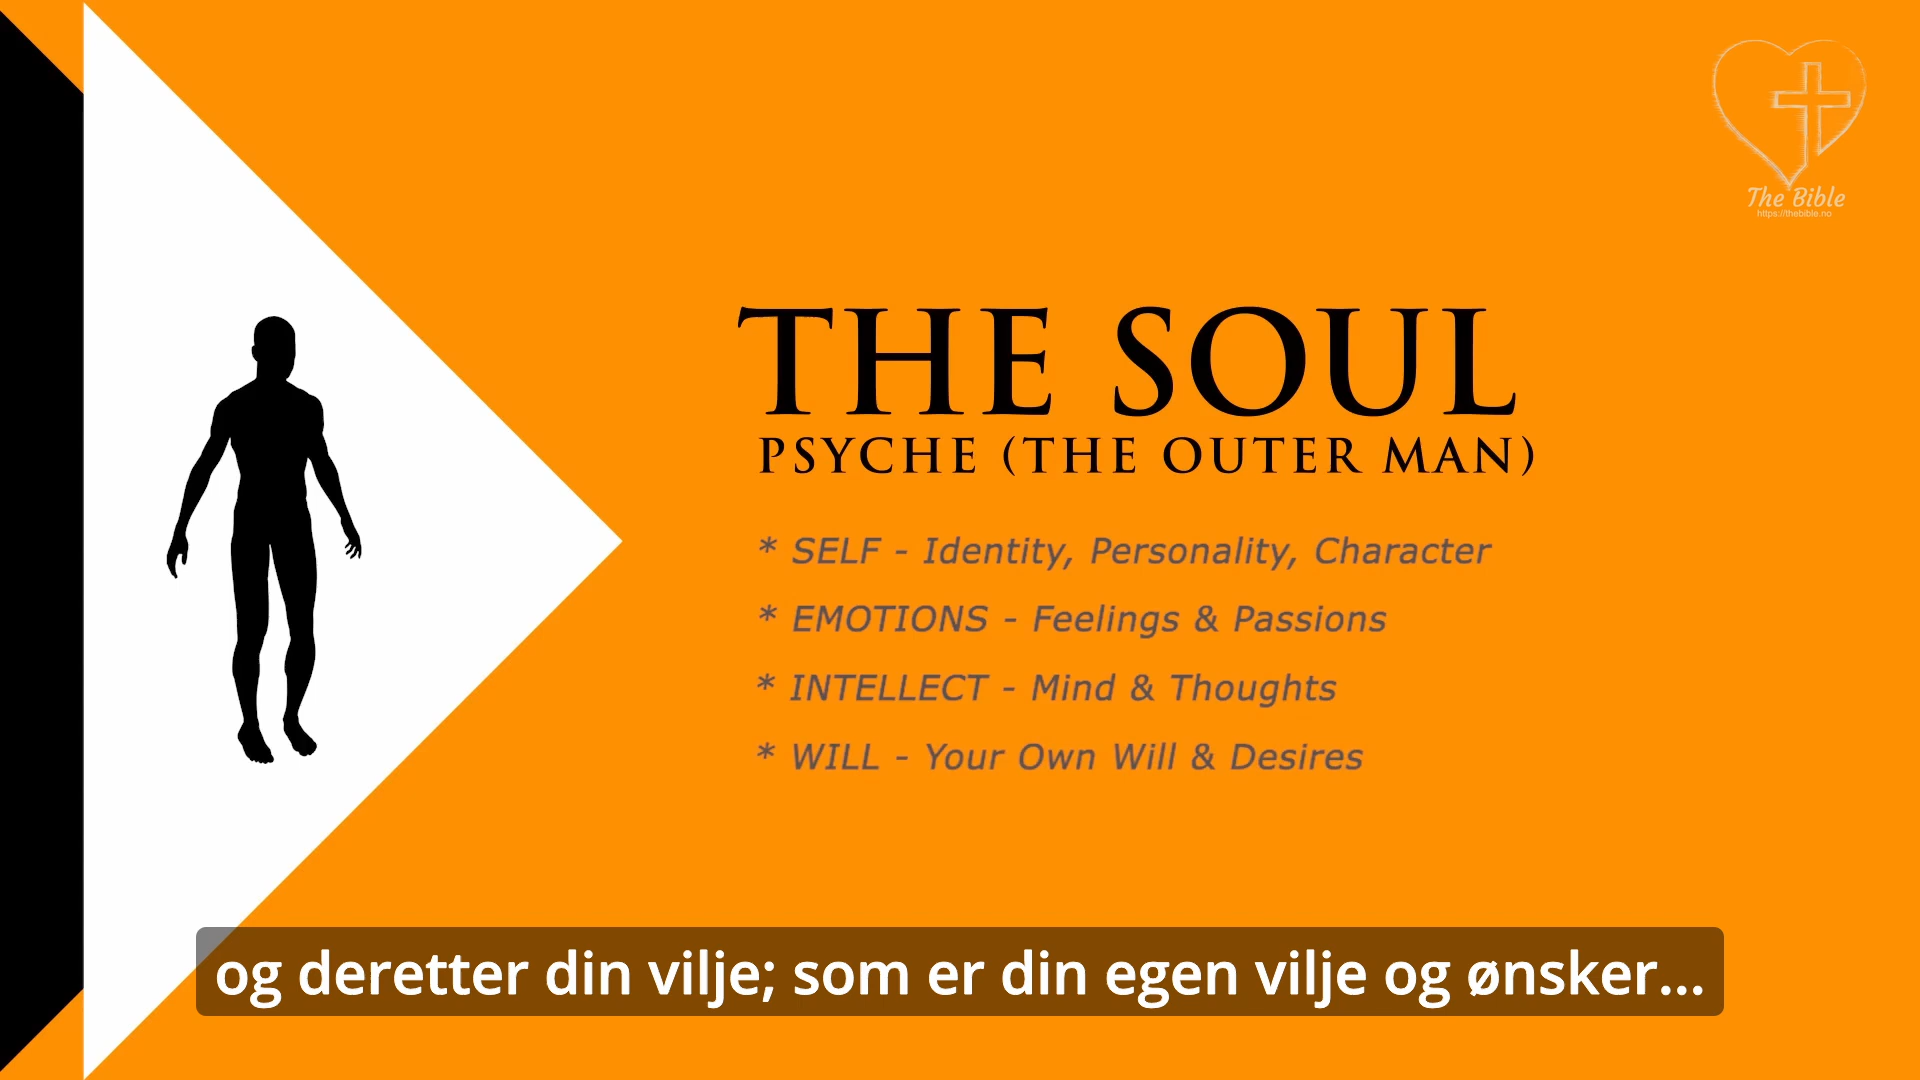 The Bible
https://thebible.no
THE SOUL
PSYCHE (THE OUTER MAN)
* SELF - Identity, Personality, Character
* EMOTIONS - Feelings & Passions
* INTELLECT - Mind & Thoughts
* WILL - Your Own Will & Desires
og deretter din vilje; som er din egen vilje og ønsker...